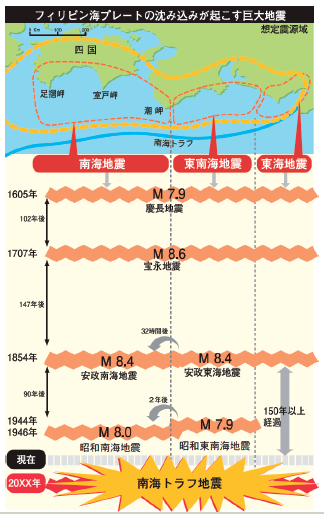 フィリピン海プレートの沈み込みが起こす巨大地震
想定震源域
四国
足摺岬
室戸岬
潮岬
南海トラフ
南海地震
東南海地震
東海地震
1605年
M 7.9
慶長地震
102年後
1707年
M 8.6
宝永地震
147年後
32時間後
1854年
M 8.4
安政南海地震
M 8.4
安政東海地震
90年後
2年後
150年以上
経過
1944年
1946年
M 8.0
昭和南海地震
M 7.9
昭和東南海地震
現在
20XX年
南海トラフ地震